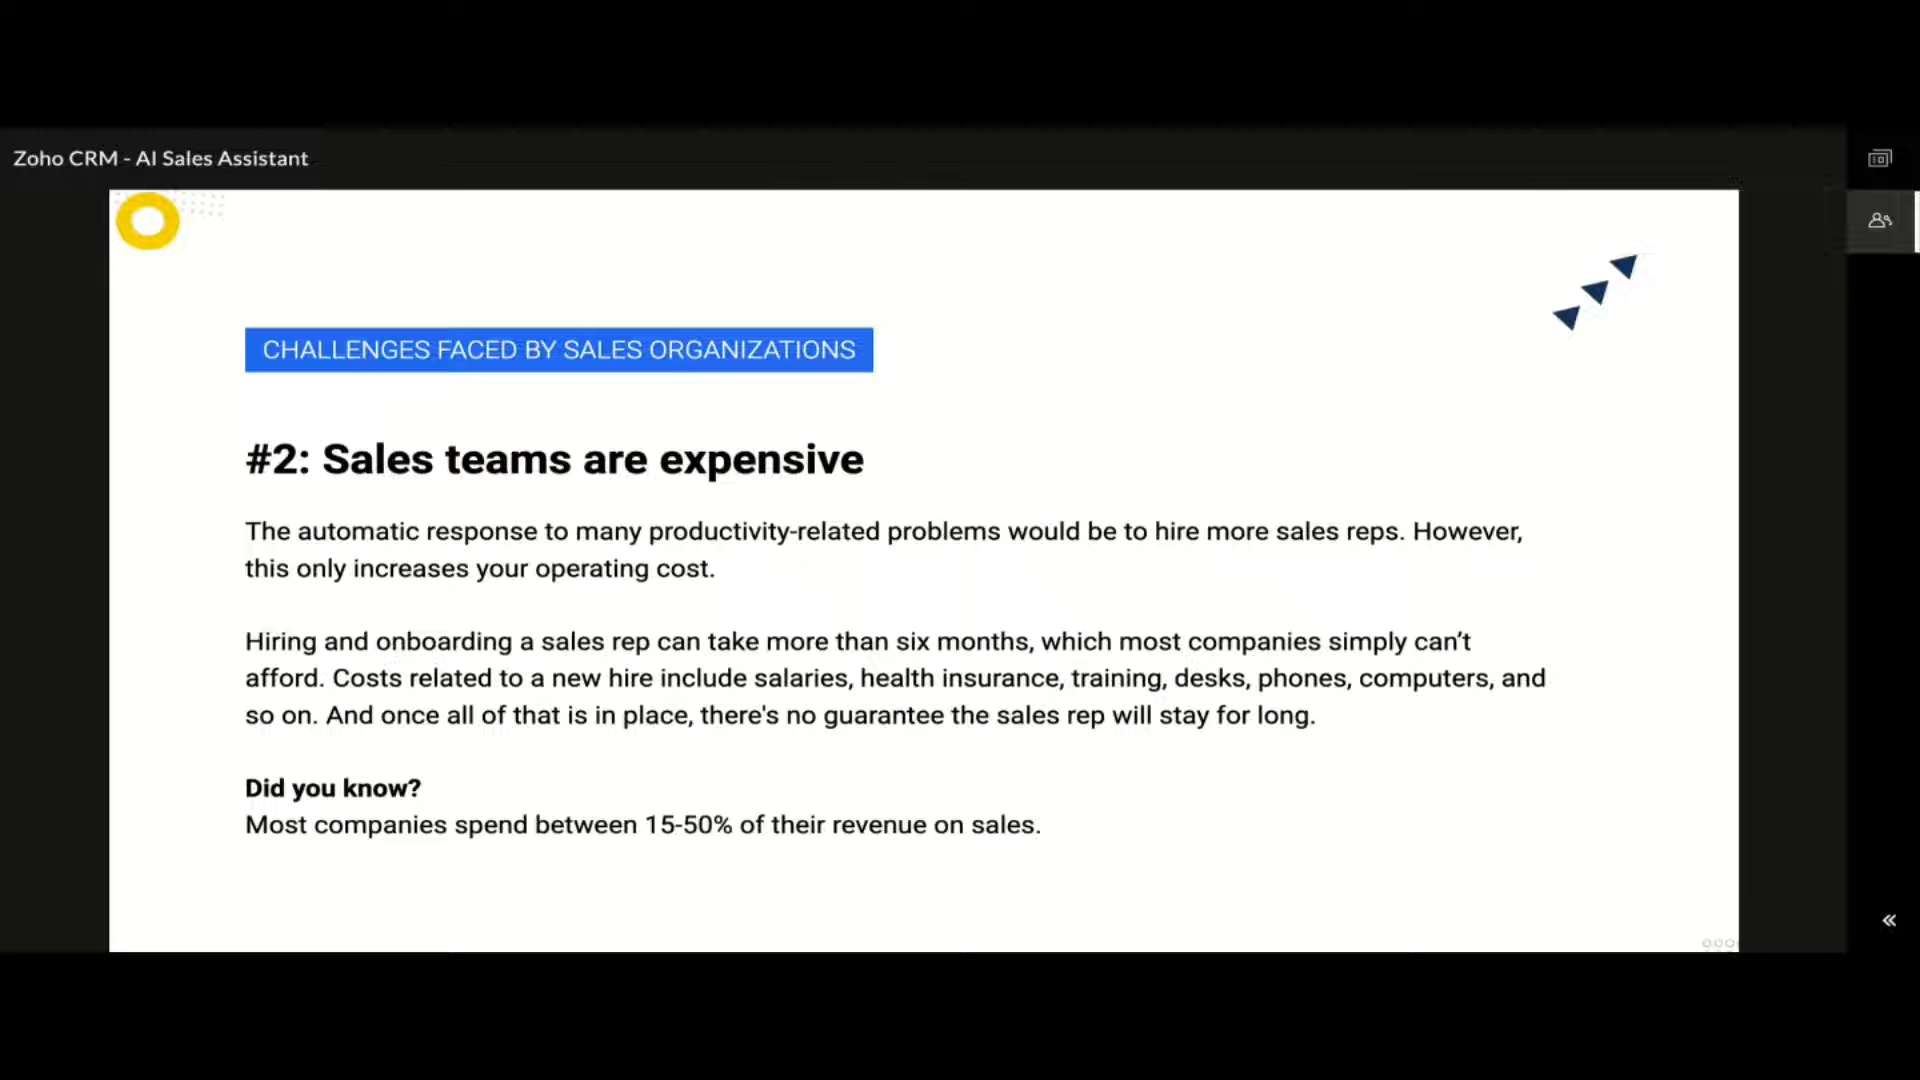 Zoho CRM - AI Sales Assistant
CHALLENGES FACED BY SALES ORGANIZATIONS
#2: Sales teams are expensive
The automatic response to many productivity-related problems would be to hire more sales reps. However,
this only increases your operating cost.
Hiring and onboarding a sales rep can take more than six months, which most companies simply can’t
afford. Costs related to a new hire include salaries, health insurance, training, desks, phones, computers, and
so on. And once all of that is in place, there's no guarantee the sales rep will stay for long.
Did you know?
Most companies spend between 15-50% of their revenue on sales.